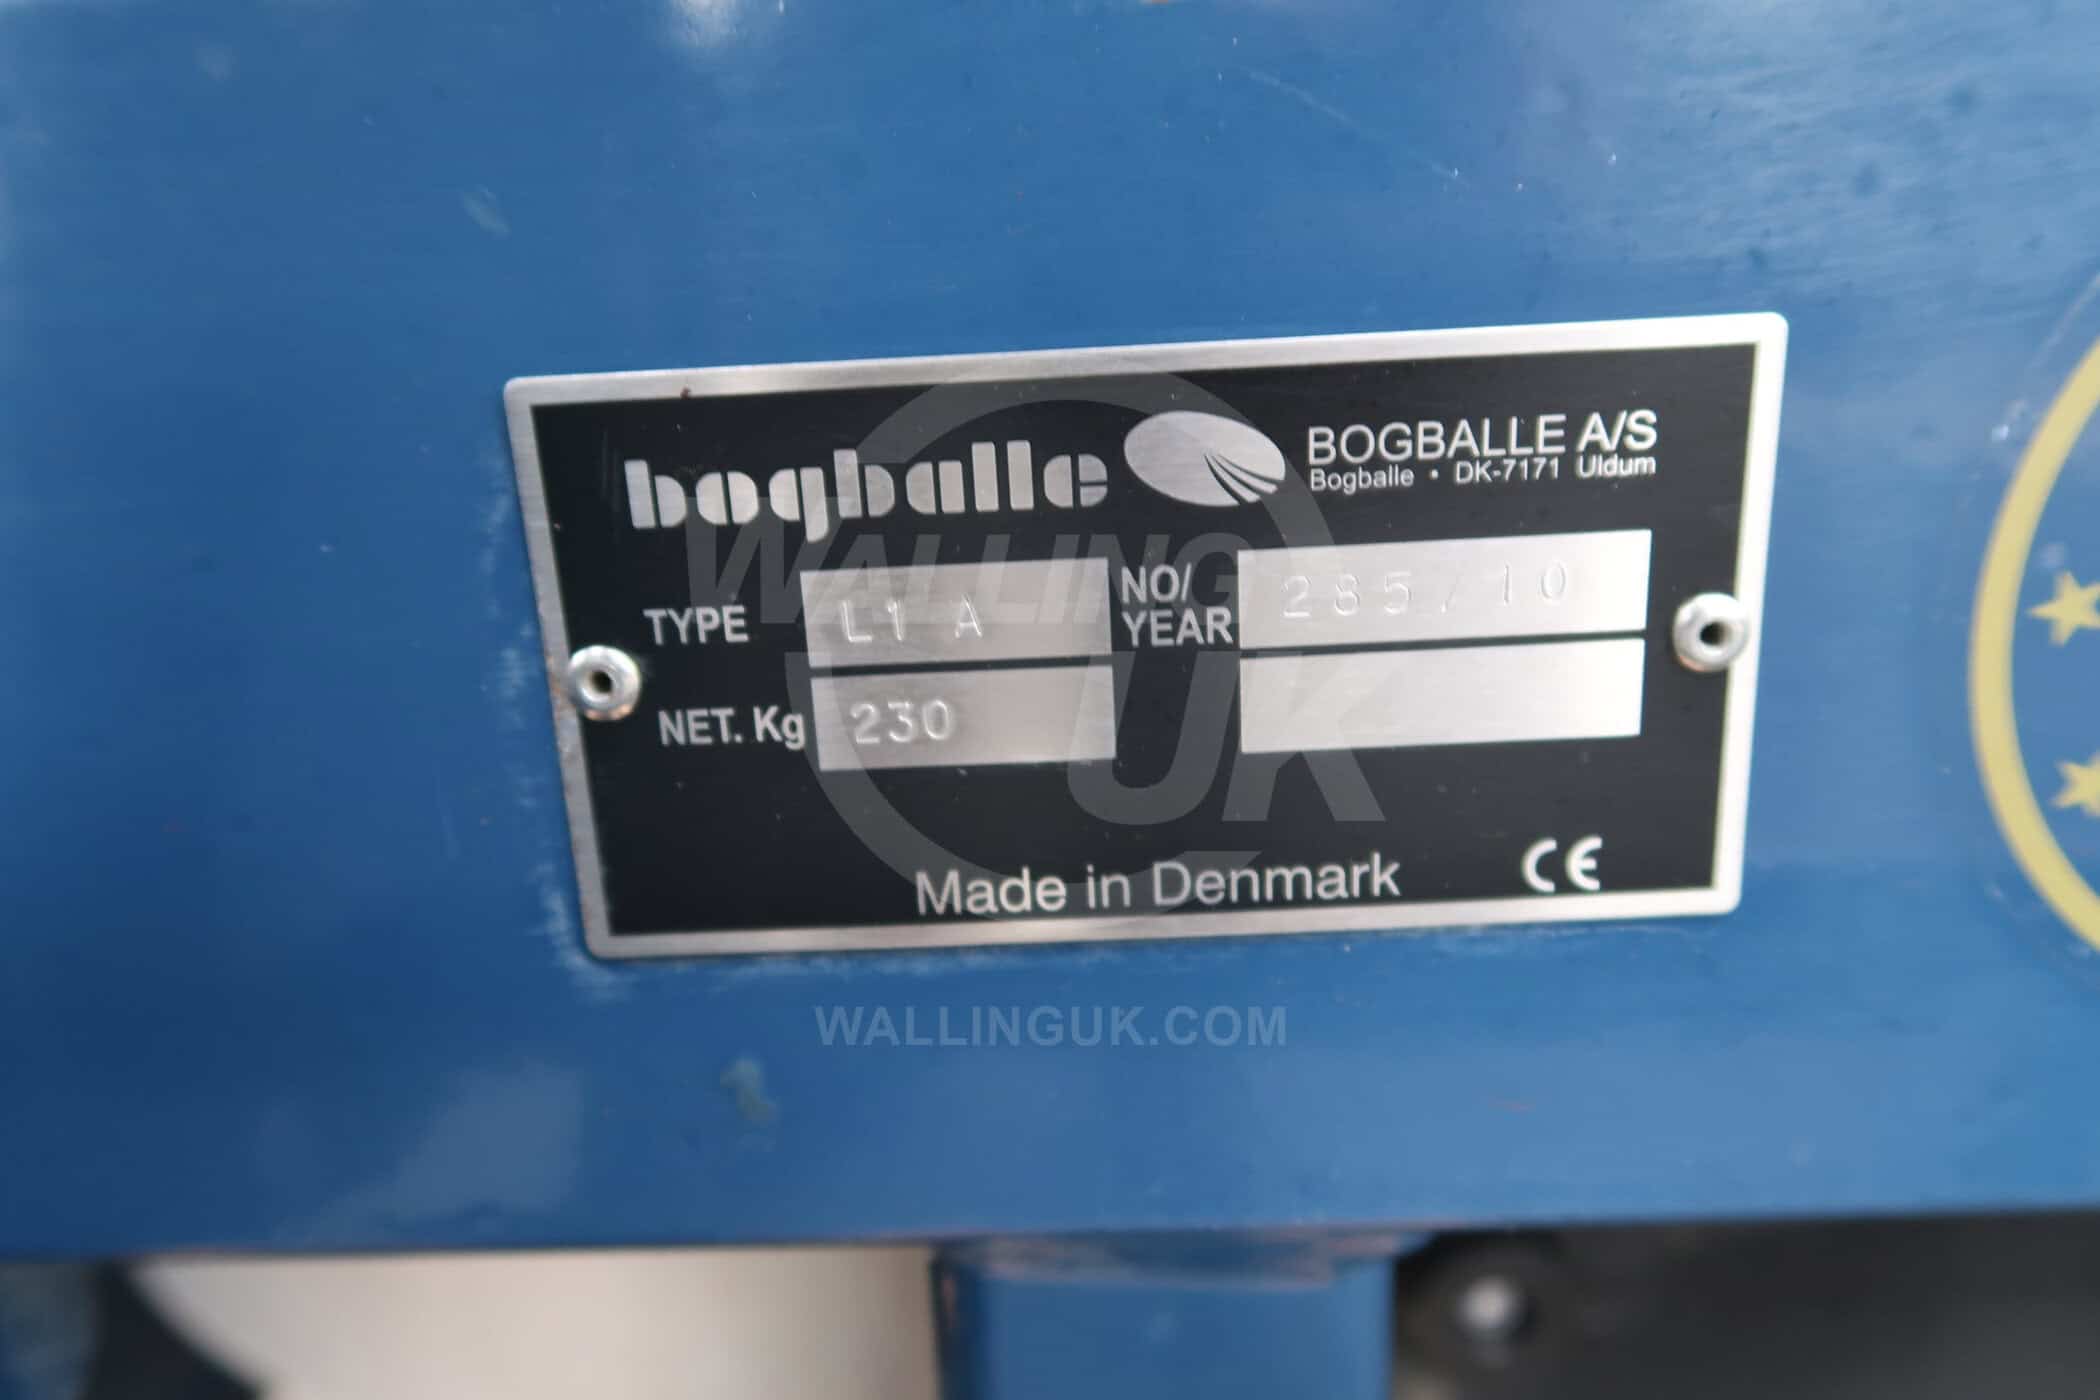 bogballe
BOGBALLE A/S
Bogballe • DK-7171 Uldum
TYPE L1 A
NO/
YEAR 285/10
NET. Kg 230
WALLING
UK
Made in Denmark CE
WALLINGUK.COM